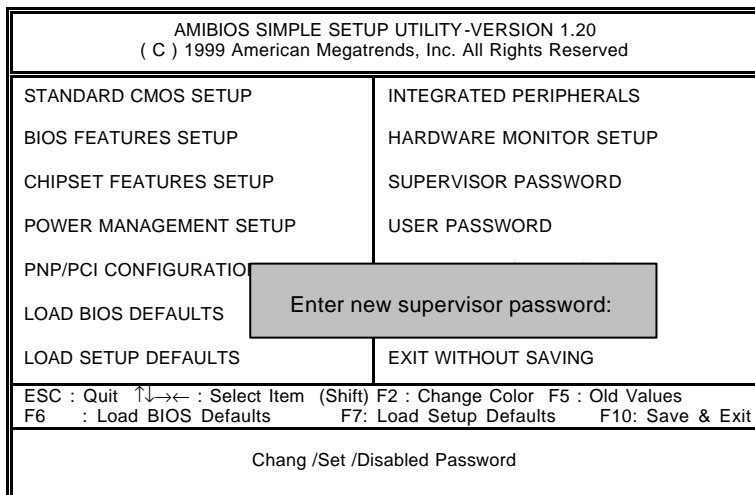 AMIBIOS SIMPLE SETUP UTILITY-VERSION 1.20
( C ) 1999 American Megatrends, Inc. All Rights Reserved
STANDARD CMOS SETUP
BIOS FEATURES SETUP
CHIPSET FEATURES SETUP
POWER MANAGEMENT SETUP
PNP/PCI
LOAD BIOS DEFAULTS
LOAD SETUP DEFAULTS
INTEGRATED PERIPHERALS
HARDWARE MONITOR SETUP
SUPERVISOR PASSWORD
USER PASSWORD
EXIT WITHOUT SAVING
Enter new supervisor password:
ESC : Quit ↑↓→← : Select Item (Shift) F2 : Change Color F5 : Old Values
F6 : Load BIOS Defaults F7: Load Setup Defaults F10: Save & Exit
Chang /Set /Disabled Password